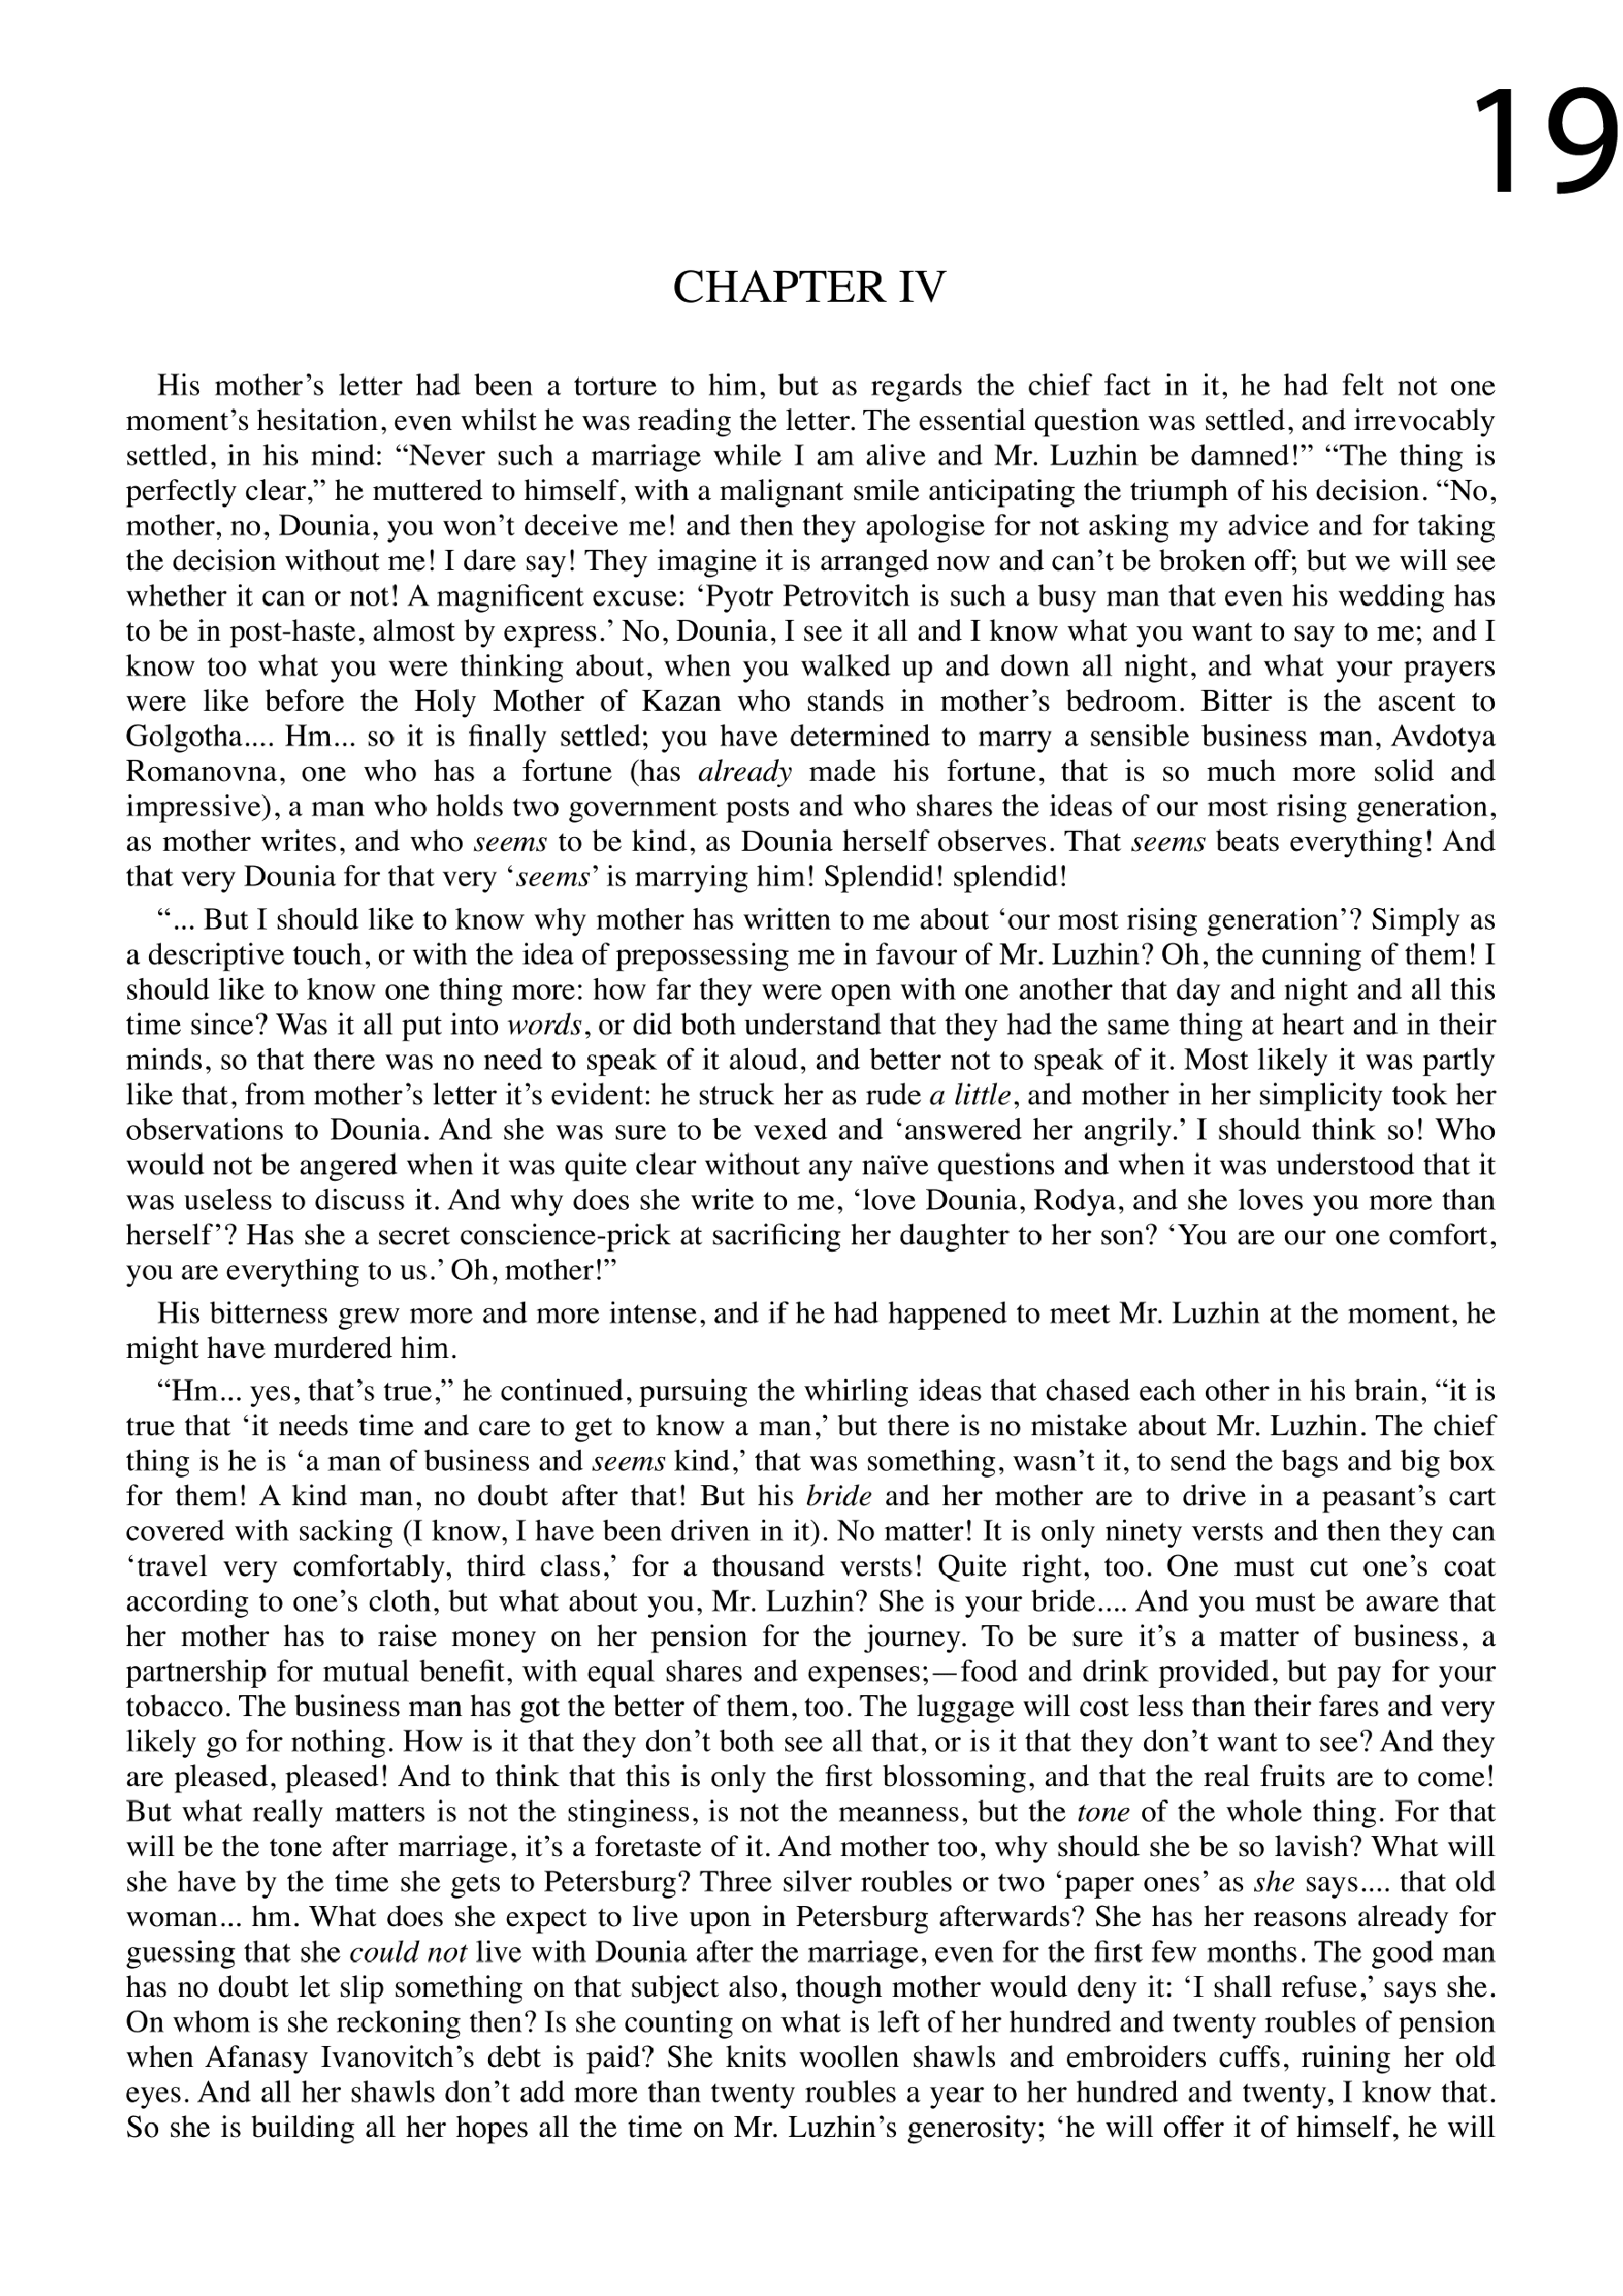 19
CHAPTER IV
His mother’s letter had been a torture to him, but as regards the chief fact in it, he had felt not one
moment’s hesitation, even whilst he was reading the letter. The essential question was settled, and irrevocably
settled, in his mind: “Never such a marriage while I am alive and Mr. Luzhin be damned!” “The thing is
perfectly clear,” he muttered to himself, with a malignant smile anticipating the triumph of his decision. “No,
mother, no, Dounia, you won’t deceive me! and then they apologise for not asking my advice and for taking
the decision without me! I dare say! They imagine it is arranged now and can’t be broken off; but we will see
whether it can or not! A magnificent excuse: ‘Pyotr Petrovitch is such a busy man that even his wedding has
to be in post-haste, almost by express.’ No, Dounia, I see it all and I know what you want to say to me; and I
know too what you were thinking about, when you walked up and down all night, and what your prayers
were like before the Holy Mother of Kazan who stands in mother’s bedroom. Bitter is the ascent to
Golgotha.... Hm... so it is finally settled; you have determined to marry a sensible business man, Avdotya
Romanovna, one who has a fortune (has already made his fortune, that is so much more solid and
impressive), a man who holds two government posts and who shares the ideas of our most rising generation,
as mother writes, and who seems to be kind, as Dounia herself observes. That seems beats everything! And
that very Dounia for that very ‘seems’ is marrying him! Splendid! splendid!
“... But I should like to know why mother has written to me about ‘our most rising generation’? Simply as
a descriptive touch, or with the idea of prepossessing me in favour of Mr. Luzhin? Oh, the cunning of them! I
should like to know one thing more: how far they were open with one another that day and night and all this
time since? Was it all put into words, or did both understand that they had the same thing at heart and in their
minds, so that there was no need to speak of it aloud, and better not to speak of it. Most likely it was partly
like that, from mother’s letter it’s evident: he struck her as rude a little, and mother in her simplicity took her
observations to Dounia. And she was sure to be vexed and ‘answered her angrily.’ I should think so! Who
would not be angered when it was quite clear without any naïve questions and when it was understood that it
was useless to discuss it. And why does she write to me, ‘love Dounia, Rodya, and she loves you more than
herself’? Has she a secret conscience-prick at sacrificing her daughter to her son? ‘You are our one comfort,
you are everything to us.’ Oh, mother!”
His bitterness grew more and more intense, and if he had happened to meet Mr. Luzhin at the moment, he
might have murdered him.
“Hm... yes, that’s true,” he continued, pursuing the whirling ideas that chased each other in his brain, “it is
true that ‘it needs time and care to get to know a man,’ but there is no mistake about Mr. Luzhin. The chief
thing is he is ‘a man of business and seems kind,’ that was something, wasn’t it, to send the bags and big box
for them! A kind man, no doubt after that! But his bride and her mother are to drive in a peasant’s cart
covered with sacking (I know, I have been driven in it). No matter! It is only ninety versts and then they can
‘travel very comfortably, third class,’ for a thousand versts! Quite right, too. One must cut one’s coat
according to one’s cloth, but what about you, Mr. Luzhin? She is your bride.... And you must be aware that
her mother has to raise money on her pension for the journey. To be sure it’s a matter of business, a
partnership for mutual benefit, with equal shares and expenses;—food and drink provided, but pay for your
tobacco. The business man has got the better of them, too. The luggage will cost less than their fares and very
likely go for nothing. How is it that they don’t both see all that, or is it that they don’t want to see? And they
are pleased, pleased! And to think that this is only the first blossoming, and that the real fruits are to come!
But what really matters is not the stinginess, is not the meanness, but the tone of the whole thing. For that
will be the tone after marriage, it’s a foretaste of it. And mother too, why should she be so lavish? What will
she have by the time she gets to Petersburg? Three silver roubles or two ‘paper ones’ as she says.... that old
woman... hm. What does she expect to live upon in Petersburg afterwards? She has her reasons already for
guessing that she could not live with Dounia after the marriage, even for the first few months. The good man
has no doubt let slip something on that subject also, though mother would deny it: ‘I shall refuse,’ says she.
On whom is she reckoning then? Is she counting on what is left of her hundred and twenty roubles of pension
when Afanasy Ivanovitch’s debt is paid? She knits woollen shawls and embroiders cuffs, ruining her old
eyes. And all her shawls don’t add more than twenty roubles a year to her hundred and twenty, I know that.
So she is building all her hopes all the time on Mr. Luzhin’s generosity; ‘he will offer it of himself, he will